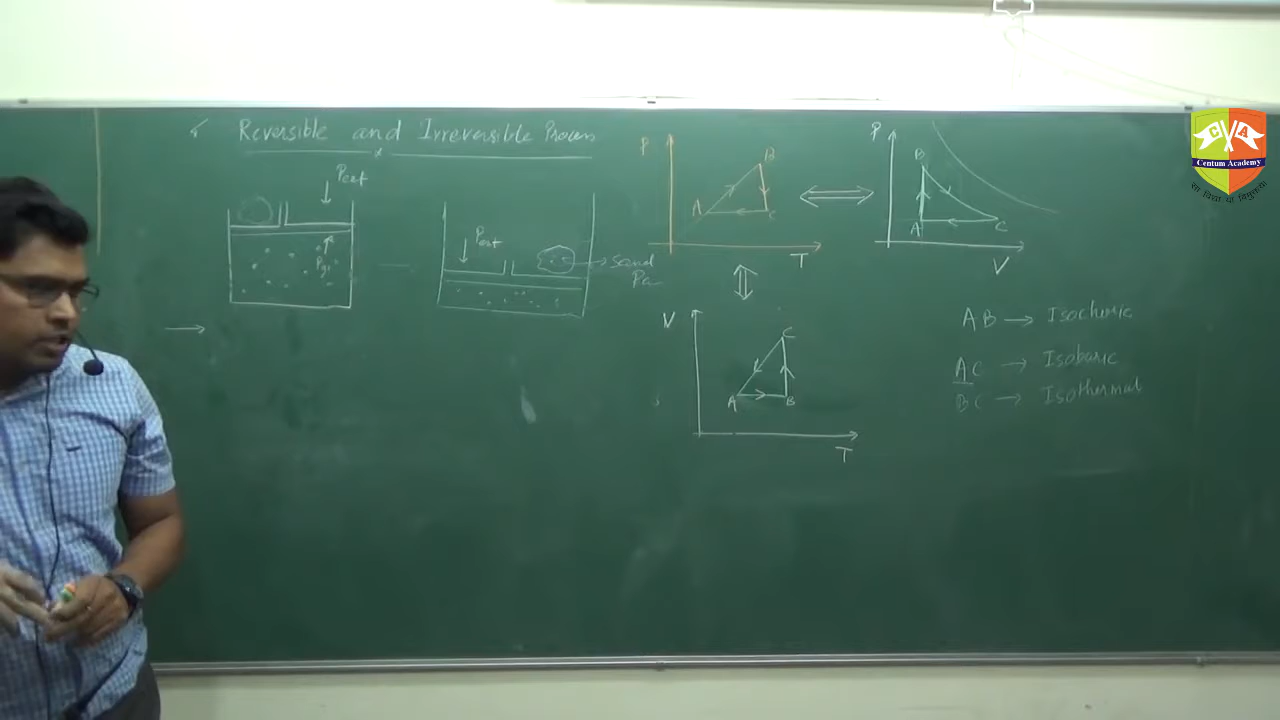 Reversible and Irreversible Process
Pext
Pgas
Pext
Sand
P
A
B
C
T
P
A
B
C
V
V
A
B
C
T
AB → Isochoric
AC → Isobaric
BC → Isothermal
C A
Centum Academy